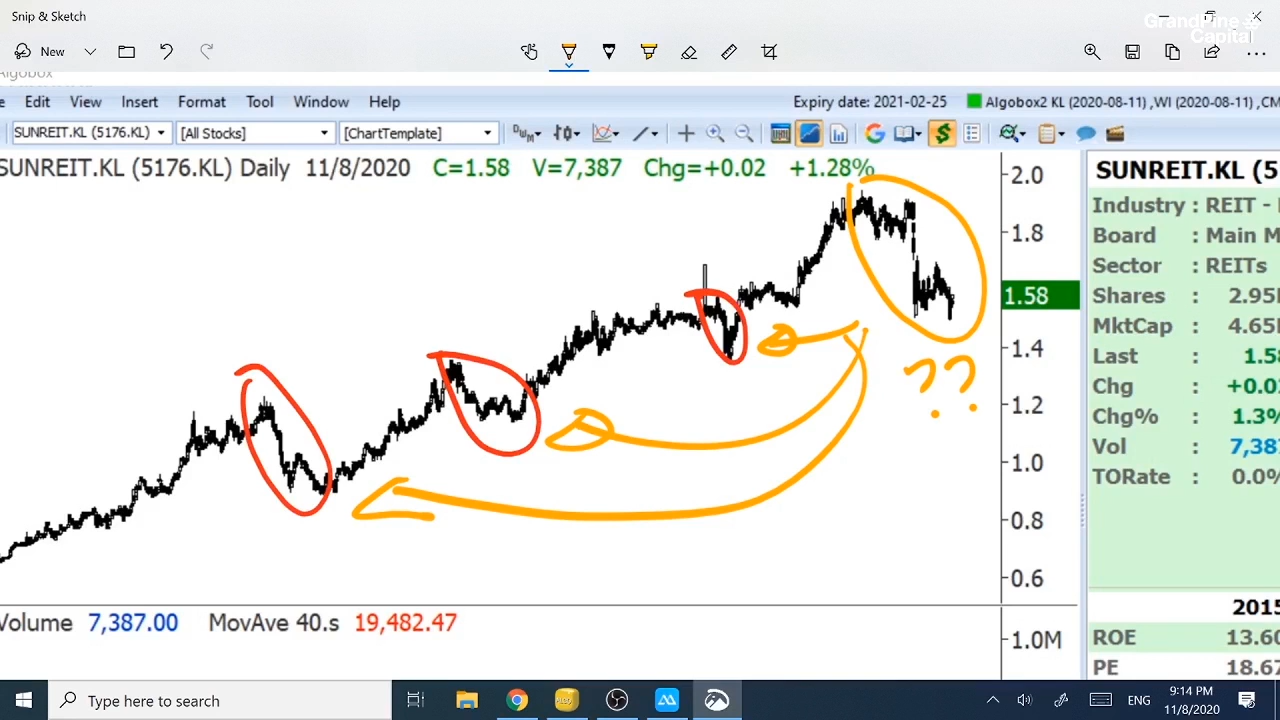 Snip & Sketch
GrandPine
Capital
New
Algobox
Edit View Insert Format Tool Window Help
Expiry date: 2021-02-25 Algobox2 KL (2020-08-11) ,WI (2020-08-11) ,CM
SUNREIT.KL (5176.KL) [All Stocks] [ChartTemplate]
SUNREIT.KL (5176.KL) Daily 11/8/2020 C=1.58 V=7,387 Chg=+0.02 +1.28%
2.0
1.8
1.58
1.4
1.2
1.0
0.8
0.6
??
SUNREIT.KL (5
Industry : REIT -
Board : Main M
Sector : REITs
Shares : 2.95
MktCap : 4.65
Last : 1.58
Chg : +0.0
Chg% : 1.3%
Vol : 7,387
TORate : 0.0%
Volume 7,387.00 MovAve 40.s 19,482.47
1.0M
2015
ROE 13.60
PE 18.67
Type here to search
ENG
9:14 PM
11/8/2020